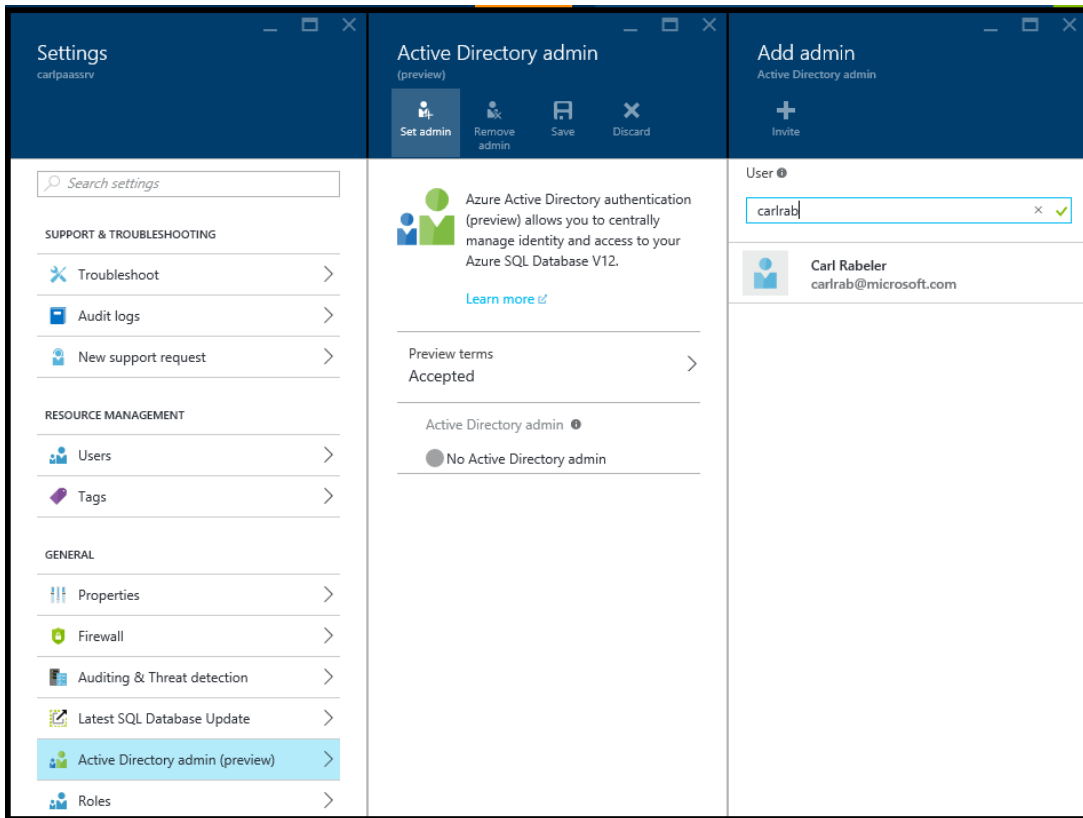 Settings
carlpaassrv
Search settings
SUPPORT & TROUBLESHOOTING
Troubleshoot
Audit logs
New support request
RESOURCE MANAGEMENT
Users
Tags
GENERAL
Properties
Firewall
Auditing & Threat detection
Latest SQL Database Update
Active Directory admin (preview)
Roles
Active Directory admin
(preview)
Set admin
Remove
admin
Save
Discard
Azure Active Directory authentication
(preview) allows you to centrally
manage identity and access to your
Azure SQL Database V12.
Learn more
Preview terms
Accepted
Active Directory admin
No Active Directory admin
Add admin
Active Directory admin
Invite
User
carlrab
Carl Rabeler
carlrab@microsoft.com